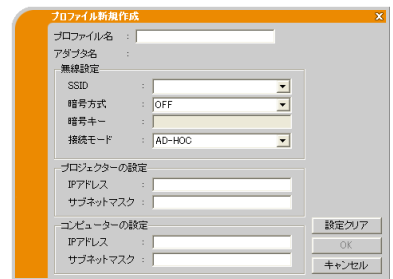 プロファイル新規作成
プロファイル名 :
アダプタ名 :
無線設定
SSID :
暗号方式 : OFF
暗号キー :
接続モード : AD-HOC
プロジェクターの設定
IPアドレス :
サブネットマスク :
コンピューターの設定
IPアドレス :
サブネットマスク :
設定クリア
OK
キャンセル